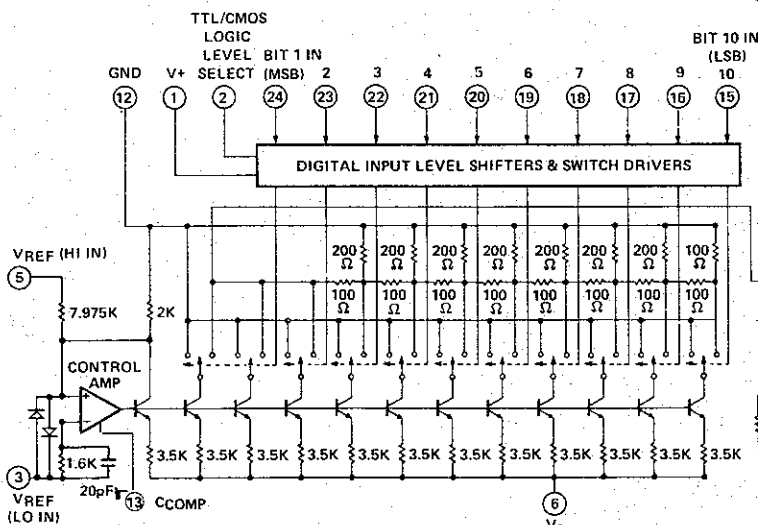 TTL/CMOS
LOGIC
LEVEL
SELECT
GND
V+
BIT 1 IN
(MSB)
2
3
4
5
6
7
8
9
BIT 10 IN
(LSB)
10
12
1
2
24
23
22
21
20
19
18
17
16
15
DIGITAL INPUT LEVEL SHIFTERS & SWITCH DRIVERS
200 Ω
200 Ω
200 Ω
200 Ω
200 Ω
200 Ω
200 Ω
100 Ω
100 Ω
100 Ω
100 Ω
100 Ω
100 Ω
100 Ω
100 Ω
100 Ω
VREF (HI IN)
5
7.975K
2K
CONTROL
AMP
+
−
3.5K 3.5K 3.5K 3.5K 3.5K 3.5K 3.5K 3.5K 3.5K 3.5K 3.5K 3.5K
1.6K
20pF
3
VREF
(LO IN)
13
CCOMP
6